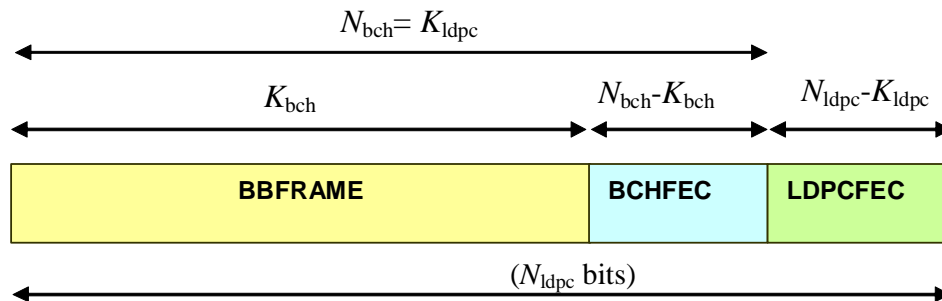 N_bch= K_ldpc
K_bch N_bch-K_bch N_ldpc-K_ldpc
BBFRAME BCHFEC LDPCFEC
(N_ldpc bits)